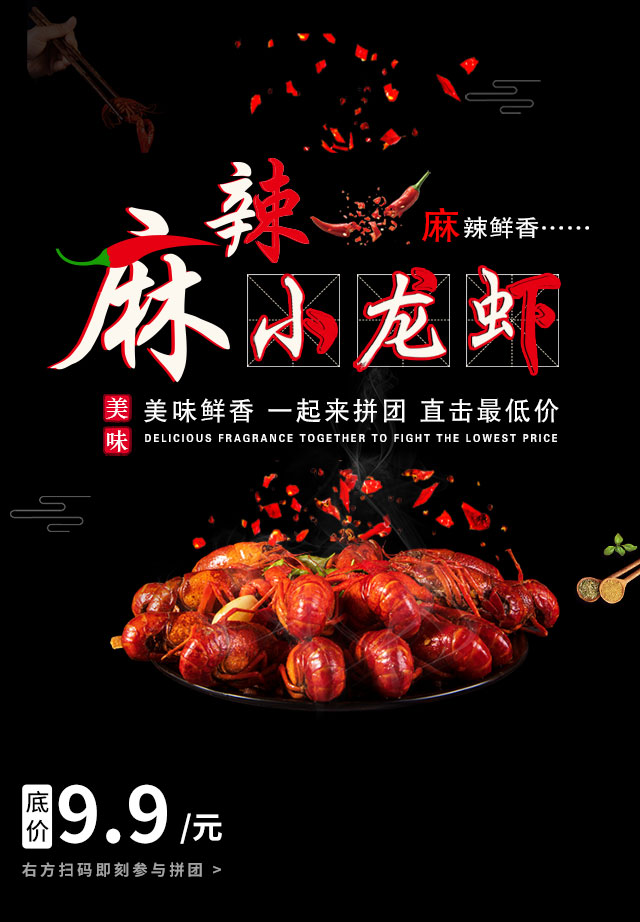 麻辣
麻辣鲜香……
小龙虾
美味
美味鲜香 一起来拼团 直击最低价
DELICIOUS FRAGRANCE TOGETHER TO FIGHT THE LOWEST PRICE
底价
9.9/元
右方扫码即刻参与拼团 >